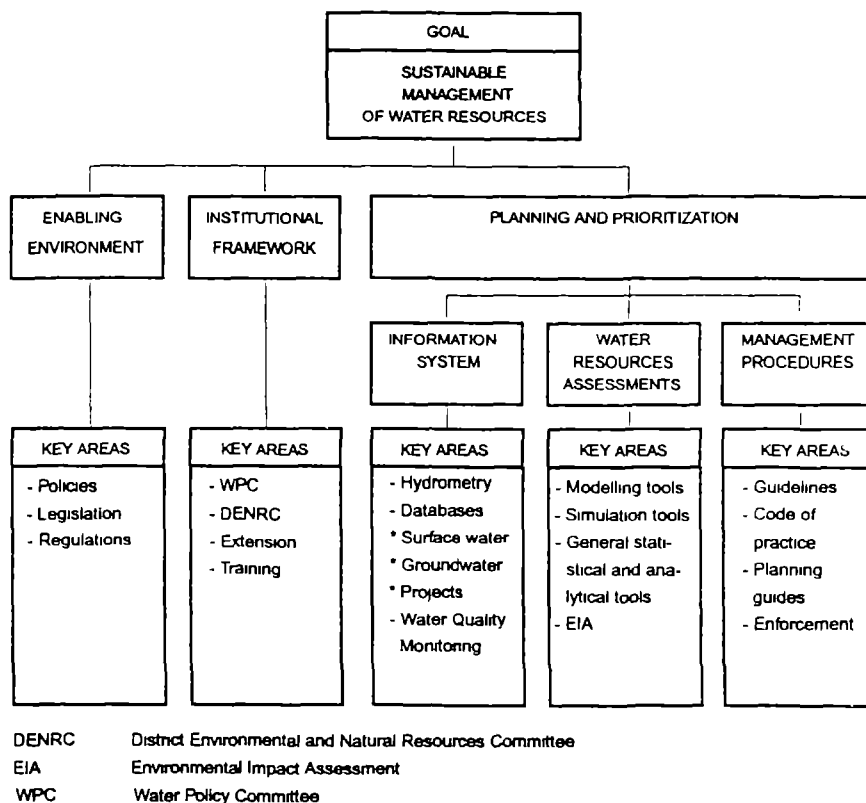 GOAL
SUSTAINABLE
MANAGEMENT
OF WATER RESOURCES
ENABLING
ENVIRONMENT
INSTITUTIONAL
FRAMEWORK
PLANNING AND PRIORITIZATION
INFORMATION
SYSTEM
WATER
RESOURCES
ASSESSMENTS
MANAGEMENT
PROCEDURES
KEY AREAS
- Policies
- Legislation
- Regulations
KEY AREAS
- WPC
- DENRC
- Extension
- Training
KEY AREAS
- Hydrometry
- Databases
* Surface water
* Groundwater
* Projects
- Water Quality
Monitoring
KEY AREAS
- Modelling tools
- Simulation tools
- General stati-
stical and ana-
lytical tools
- EIA
KEY AREAS
- Guidelines
- Code of
practice
- Planning
guides
- Enforcement
DENRC District Environmental and Natural Resources Committee
EIA Environmental Impact Assessment
WPC Water Policy Committee